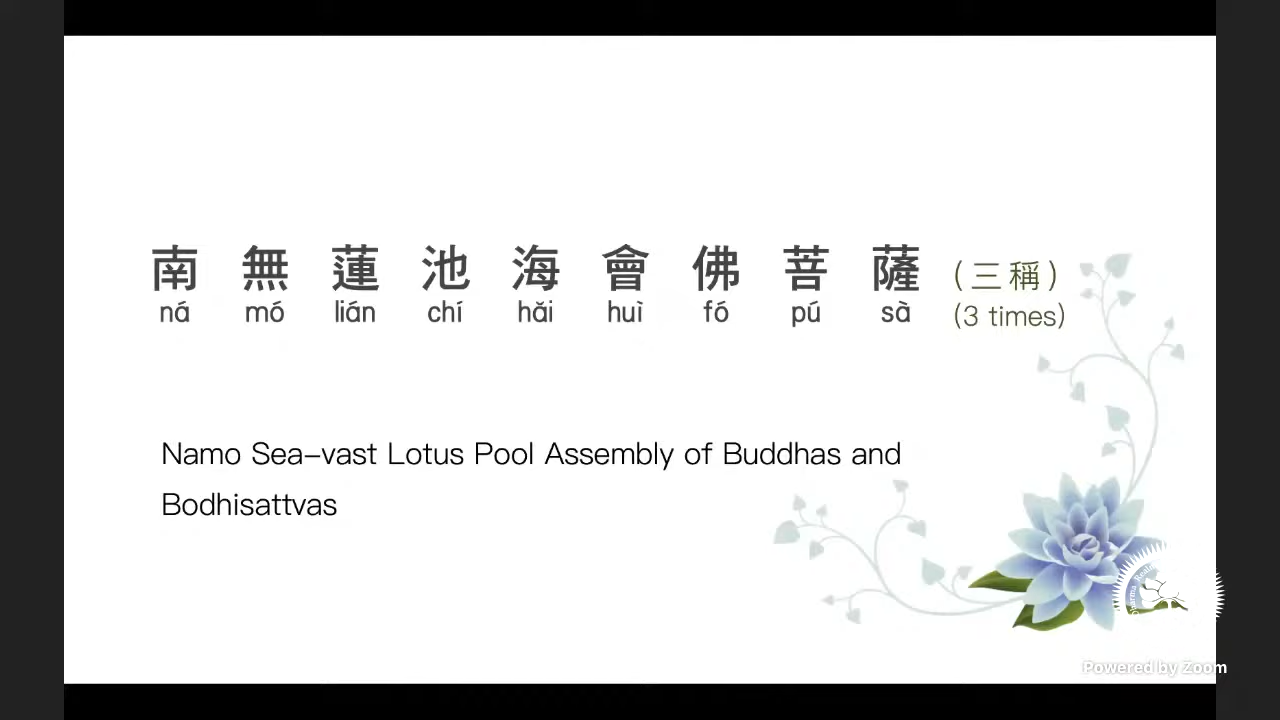 南 無 蓮 池 海 會 佛 菩 薩 (三稱)
ná mó lián chí hǎi huì fó pú sà (3 times)
Namo Sea-vast Lotus Pool Assembly of Buddhas and
Bodhisattvas
Powered by Zoom